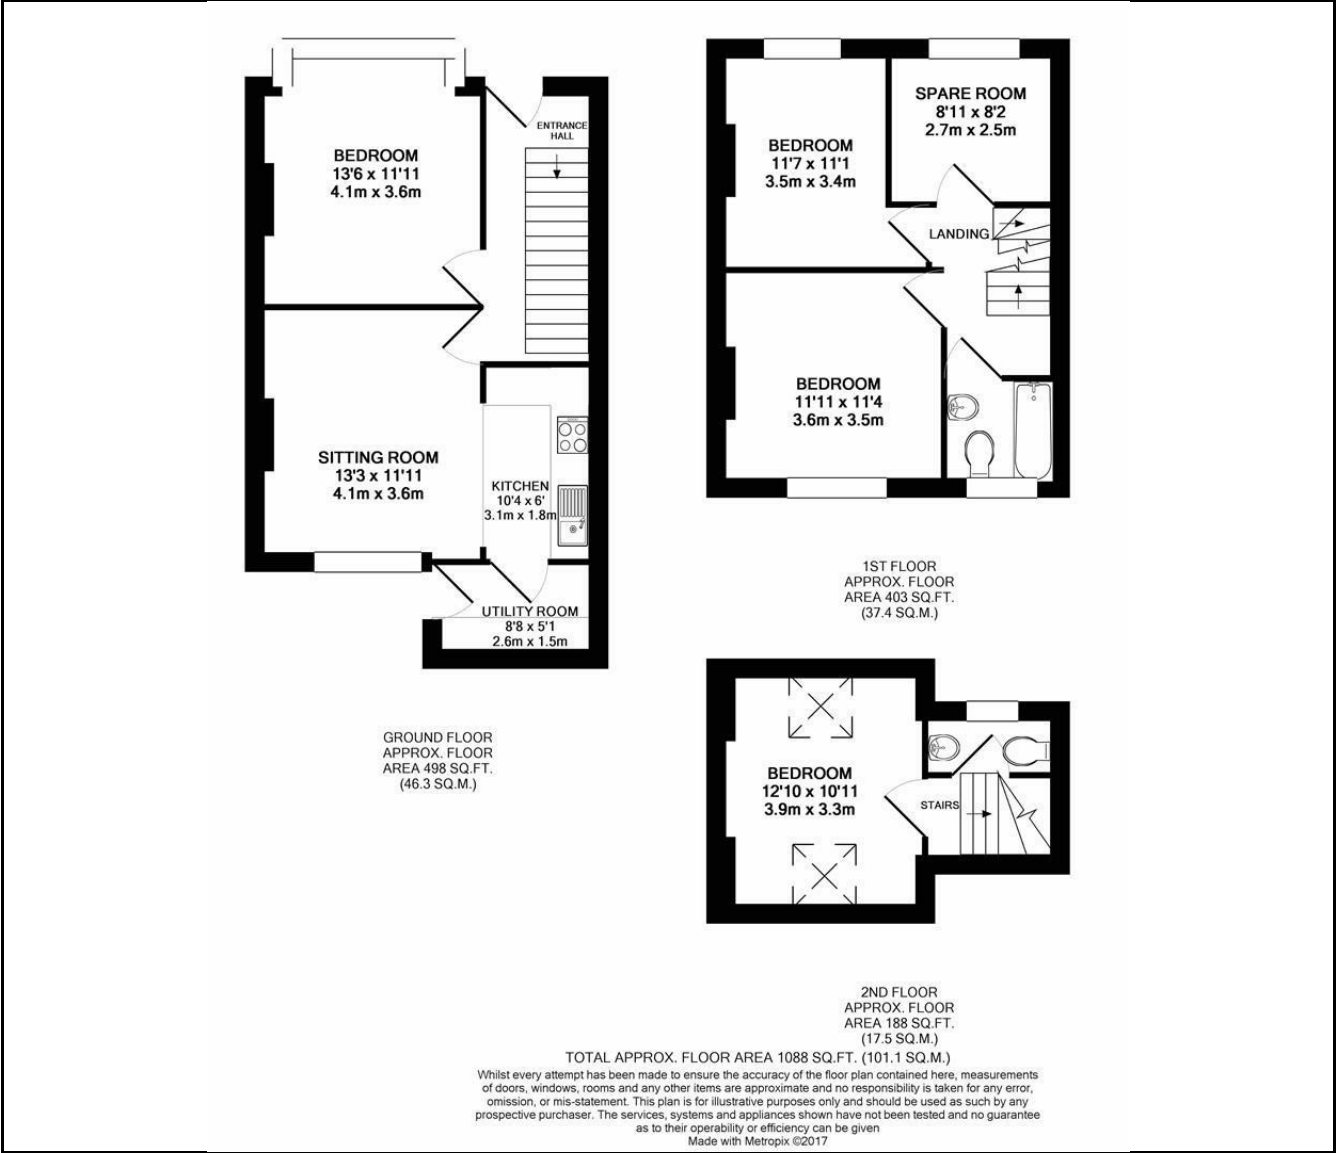 ENTRANCE
HALL
BEDROOM
13'6 x 11'11
4.1m x 3.6m
SITTING ROOM
13'3 x 11'11
4.1m x 3.6m
KITCHEN
10'4 x 6'
3.1m x 1.8m
UTILITY ROOM
8'8 x 5'1
2.6m x 1.5m
GROUND FLOOR
APPROX. FLOOR
AREA 498 SQ.FT.
(46.3 SQ.M.)
SPARE ROOM
8'11 x 8'2
2.7m x 2.5m
BEDROOM
11'7 x 11'1
3.5m x 3.4m
LANDING
BEDROOM
11'11 x 11'4
3.6m x 3.5m
1ST FLOOR
APPROX. FLOOR
AREA 403 SQ.FT.
(37.4 SQ.M.)
BEDROOM
12'10 x 10'11
3.9m x 3.3m
STAIRS
2ND FLOOR
APPROX. FLOOR
AREA 188 SQ.FT.
(17.5 SQ.M.)
TOTAL APPROX. FLOOR AREA 1088 SQ.FT. (101.1 SQ.M.)
Whilst every attempt has been made to ensure the accuracy of the floor plan contained here, measurements
of doors, windows, rooms and any other items are approximate and no responsibility is taken for any error,
omission, or mis-statement. This plan is for illustrative purposes only and should be used as such by any
prospective purchaser. The services, systems and appliances shown have not been tested and no guarantee
as to their operability or efficiency can be given
Made with Metropix ©2017